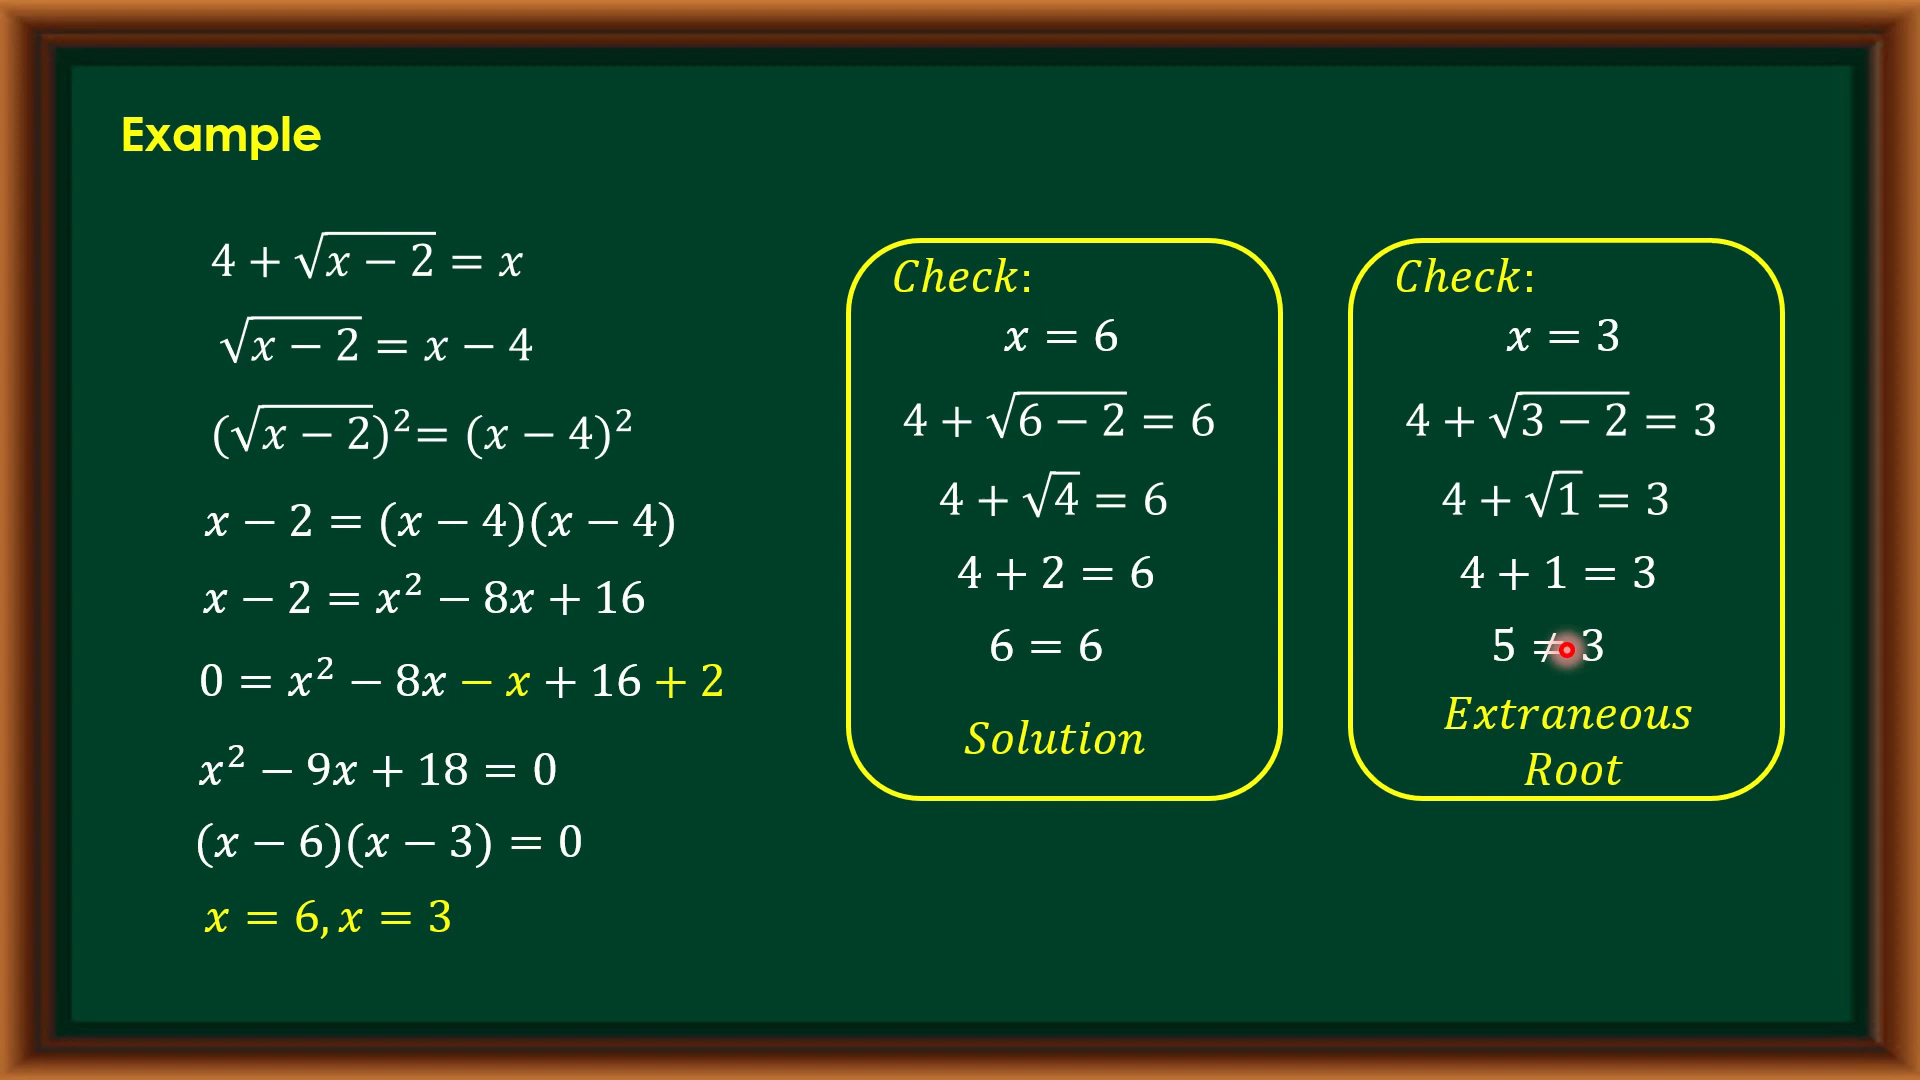 Example
4 + √(x − 2) = x
√(x − 2) = x − 4
(√(x − 2))² = (x − 4)²
x − 2 = (x − 4)(x − 4)
x − 2 = x² − 8x + 16
0 = x² − 8x − x + 16 + 2
x² − 9x + 18 = 0
(x − 6)(x − 3) = 0
x = 6, x = 3
Check:
x = 6
4 + √(6 − 2) = 6
4 + √4 = 6
4 + 2 = 6
6 = 6
Solution
Check:
x = 3
4 + √(3 − 2) = 3
4 + √1 = 3
4 + 1 = 3
5 ≠ 3
Extraneous
Root